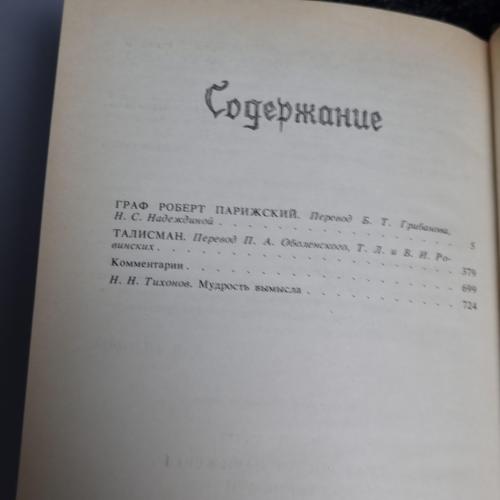 Содержание
ГРАФ РОБЕРТ ПАРИЖСКИЙ. Перевод Б. Т. Грибанова,
Н. С. Надеждиной . . . . . . . . . . . . . . 5
ТАЛИСМАН. Перевод П. А. Оболенского, Т. Л. и В. И. Ро-
винских . . . . . . . . . . . . . . . . . . 379
Комментарии . . . . . . . . . . . . . . . . 699
Н. Н. Тихонов. Мудрость вымысла . . . . . . . . . 724